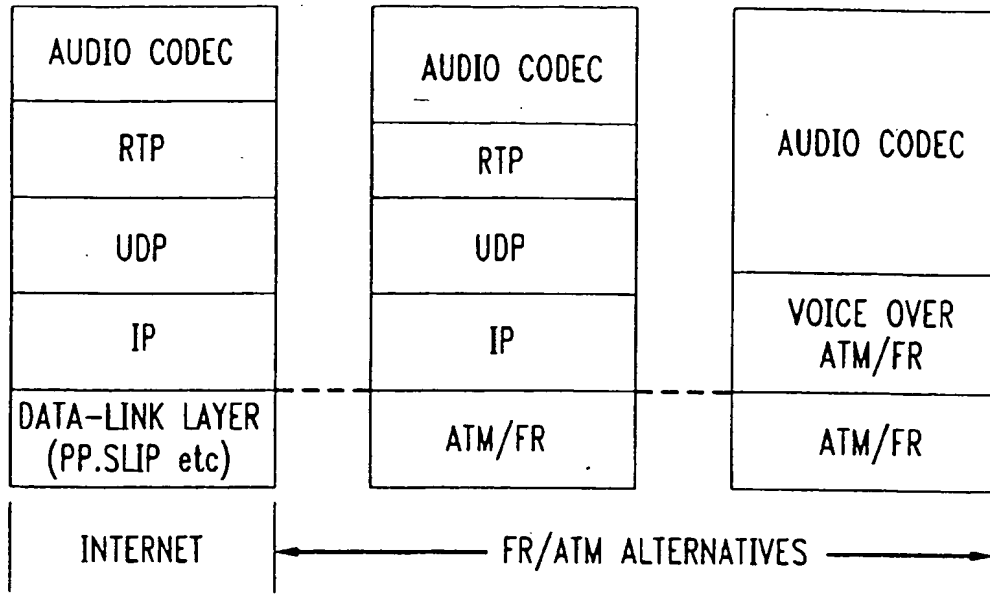 AUDIO CODEC
RTP
UDP
IP
DATA-LINK LAYER
(PP.SLIP etc)
INTERNET
AUDIO CODEC
RTP
UDP
IP
ATM/FR
AUDIO CODEC
VOICE OVER
ATM/FR
ATM/FR
FR/ATM ALTERNATIVES